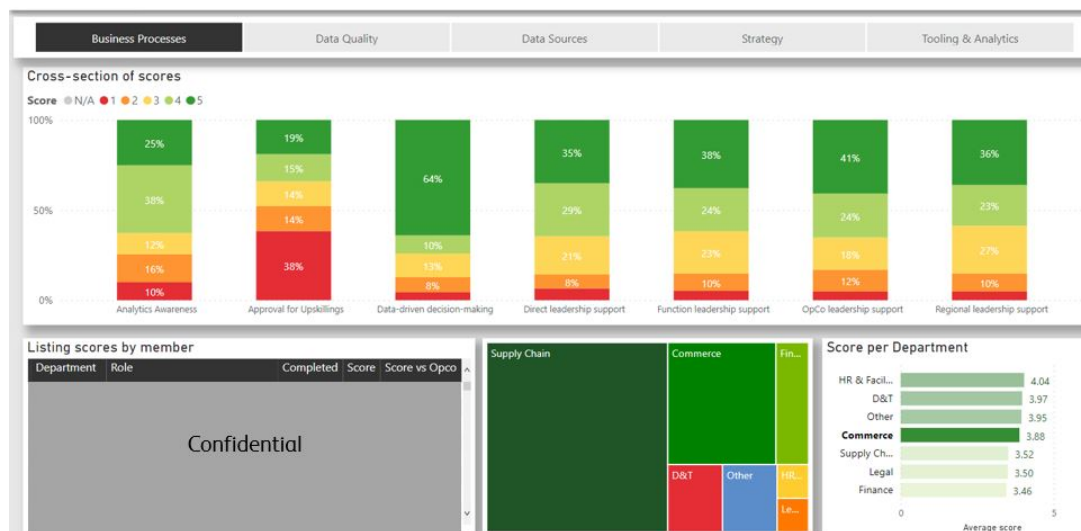 Business Processes
Data Quality
Data Sources
Strategy
Tooling & Analytics
Cross-section of scores
Score N/A 1 2 3 4 5
100%
50%
0%
25%
38%
12%
16%
10%
Analytics Awareness
19%
15%
14%
14%
38%
Approval for Upskillings
64%
10%
13%
8%
Data-driven decision-making
35%
29%
21%
8%
Direct leadership support
38%
24%
23%
10%
Function leadership support
41%
24%
18%
12%
OpCo leadership support
36%
23%
27%
10%
Regional leadership support
Listing scores by member
Department Role Completed Score Score vs Opco
Confidential
Supply Chain
Commerce
Fin...
D&T
Other
HR...
Le...
Score per Department
HR & Facil... 4.04
D&T 3.97
Other 3.95
Commerce 3.88
Supply Ch... 3.52
Legal 3.50
Finance 3.46
0 5
Average score